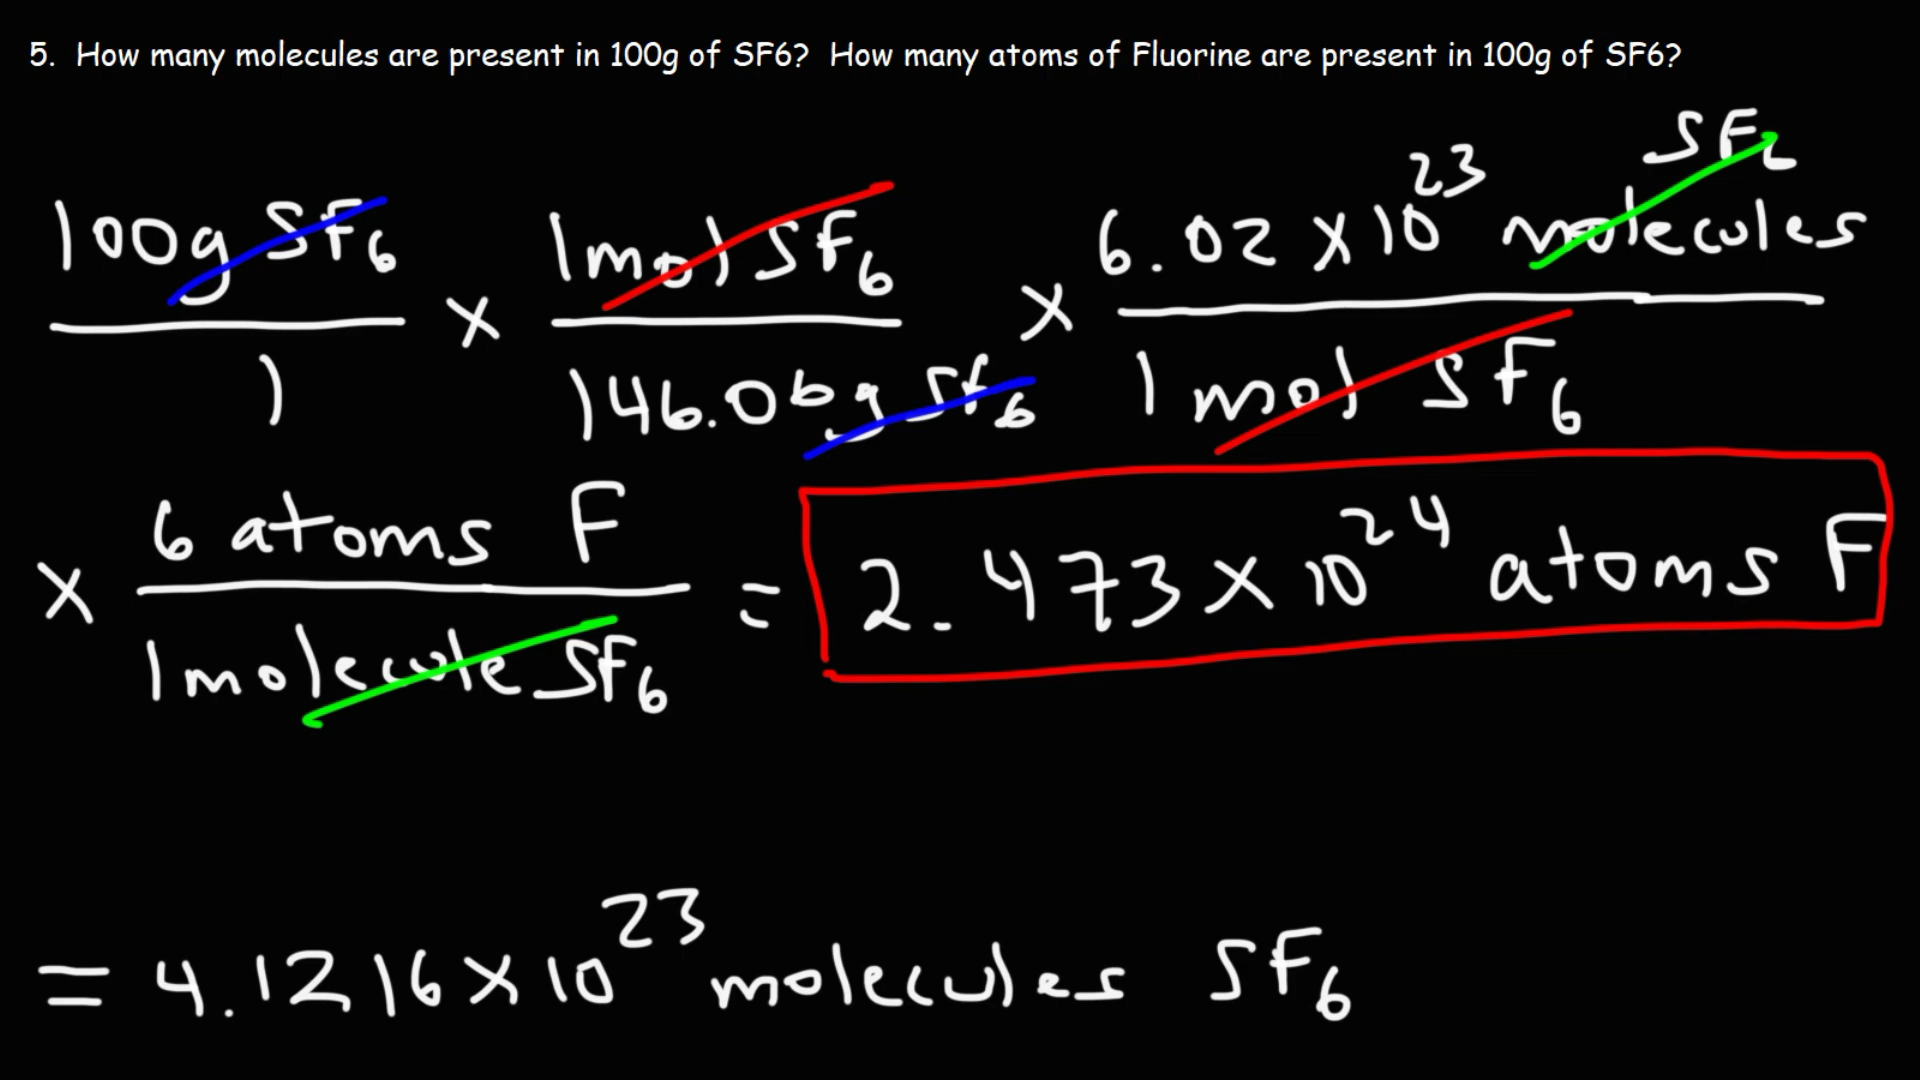 5. How many molecules are present in 100g of SF6? How many atoms of Fluorine are present in 100g of SF6?
100g SF6 / 1 × 1mol SF6 / 146.06g SF6 × 6.02 × 10^23 molecules SF6 / 1 mol SF6
× 6 atoms F / 1 molecule SF6 = 2.473 × 10^24 atoms F
= 4.1216 × 10^23 molecules SF6